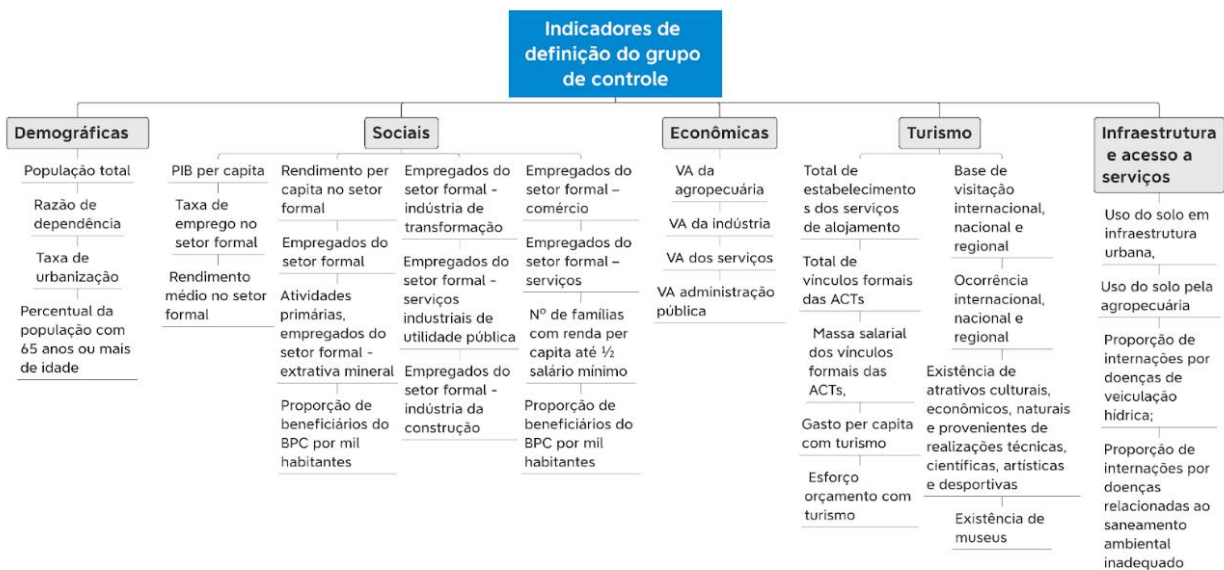 Indicadores de
definição do grupo
de controle
Demográficas
População total
Razão de
dependência
Taxa de
urbanização
Percentual da
população com
65 anos ou mais
de idade
Sociais
PIB per capita
Taxa de
emprego no
setor formal
Rendimento
médio no setor
formal
Rendimento per
capita no setor
formal
Empregados do
setor formal
Atividades
primárias,
empregados do
setor formal -
extrativa mineral
Proporção de
beneficiários do
BPC por mil
habitantes
Empregados do
setor formal -
indústria de
transformação
Empregados do
setor formal -
serviços
industriais de
utilidade pública
Empregados do
setor formal -
indústria da
construção
Empregados do
setor formal –
comércio
Empregados do
setor formal –
serviços
Nº de famílias
com renda per
capita até ½
salário mínimo
Proporção de
beneficiários do
BPC por mil
habitantes
Econômicas
VA da
agropecuária
VA da indústria
VA dos serviços
VA administração
pública
Turismo
Total de
estabelecimento
s dos serviços
de alojamento
Total de
vínculos formais
das ACTs
Massa salarial
dos vínculos
formais das
ACTs,
Gasto per capita
com turismo
Esforço
orçamento com
turismo
Base de
visitação
internacional,
nacional e
regional
Ocorrência
internacional,
nacional e
regional
Existência de
atrativos culturais,
econômicos, naturais
e provenientes de
realizações técnicas,
científicas, artísticas
e desportivas
Existência de
museus
Infraestrutura
e acesso a
serviços
Uso do solo em
infraestrutura
urbana,
Uso do solo pela
agropecuária
Proporção de
internações por
doenças de
veiculação
hídrica;
Proporção de
internações por
doenças
relacionadas ao
saneamento
ambiental
inadequado